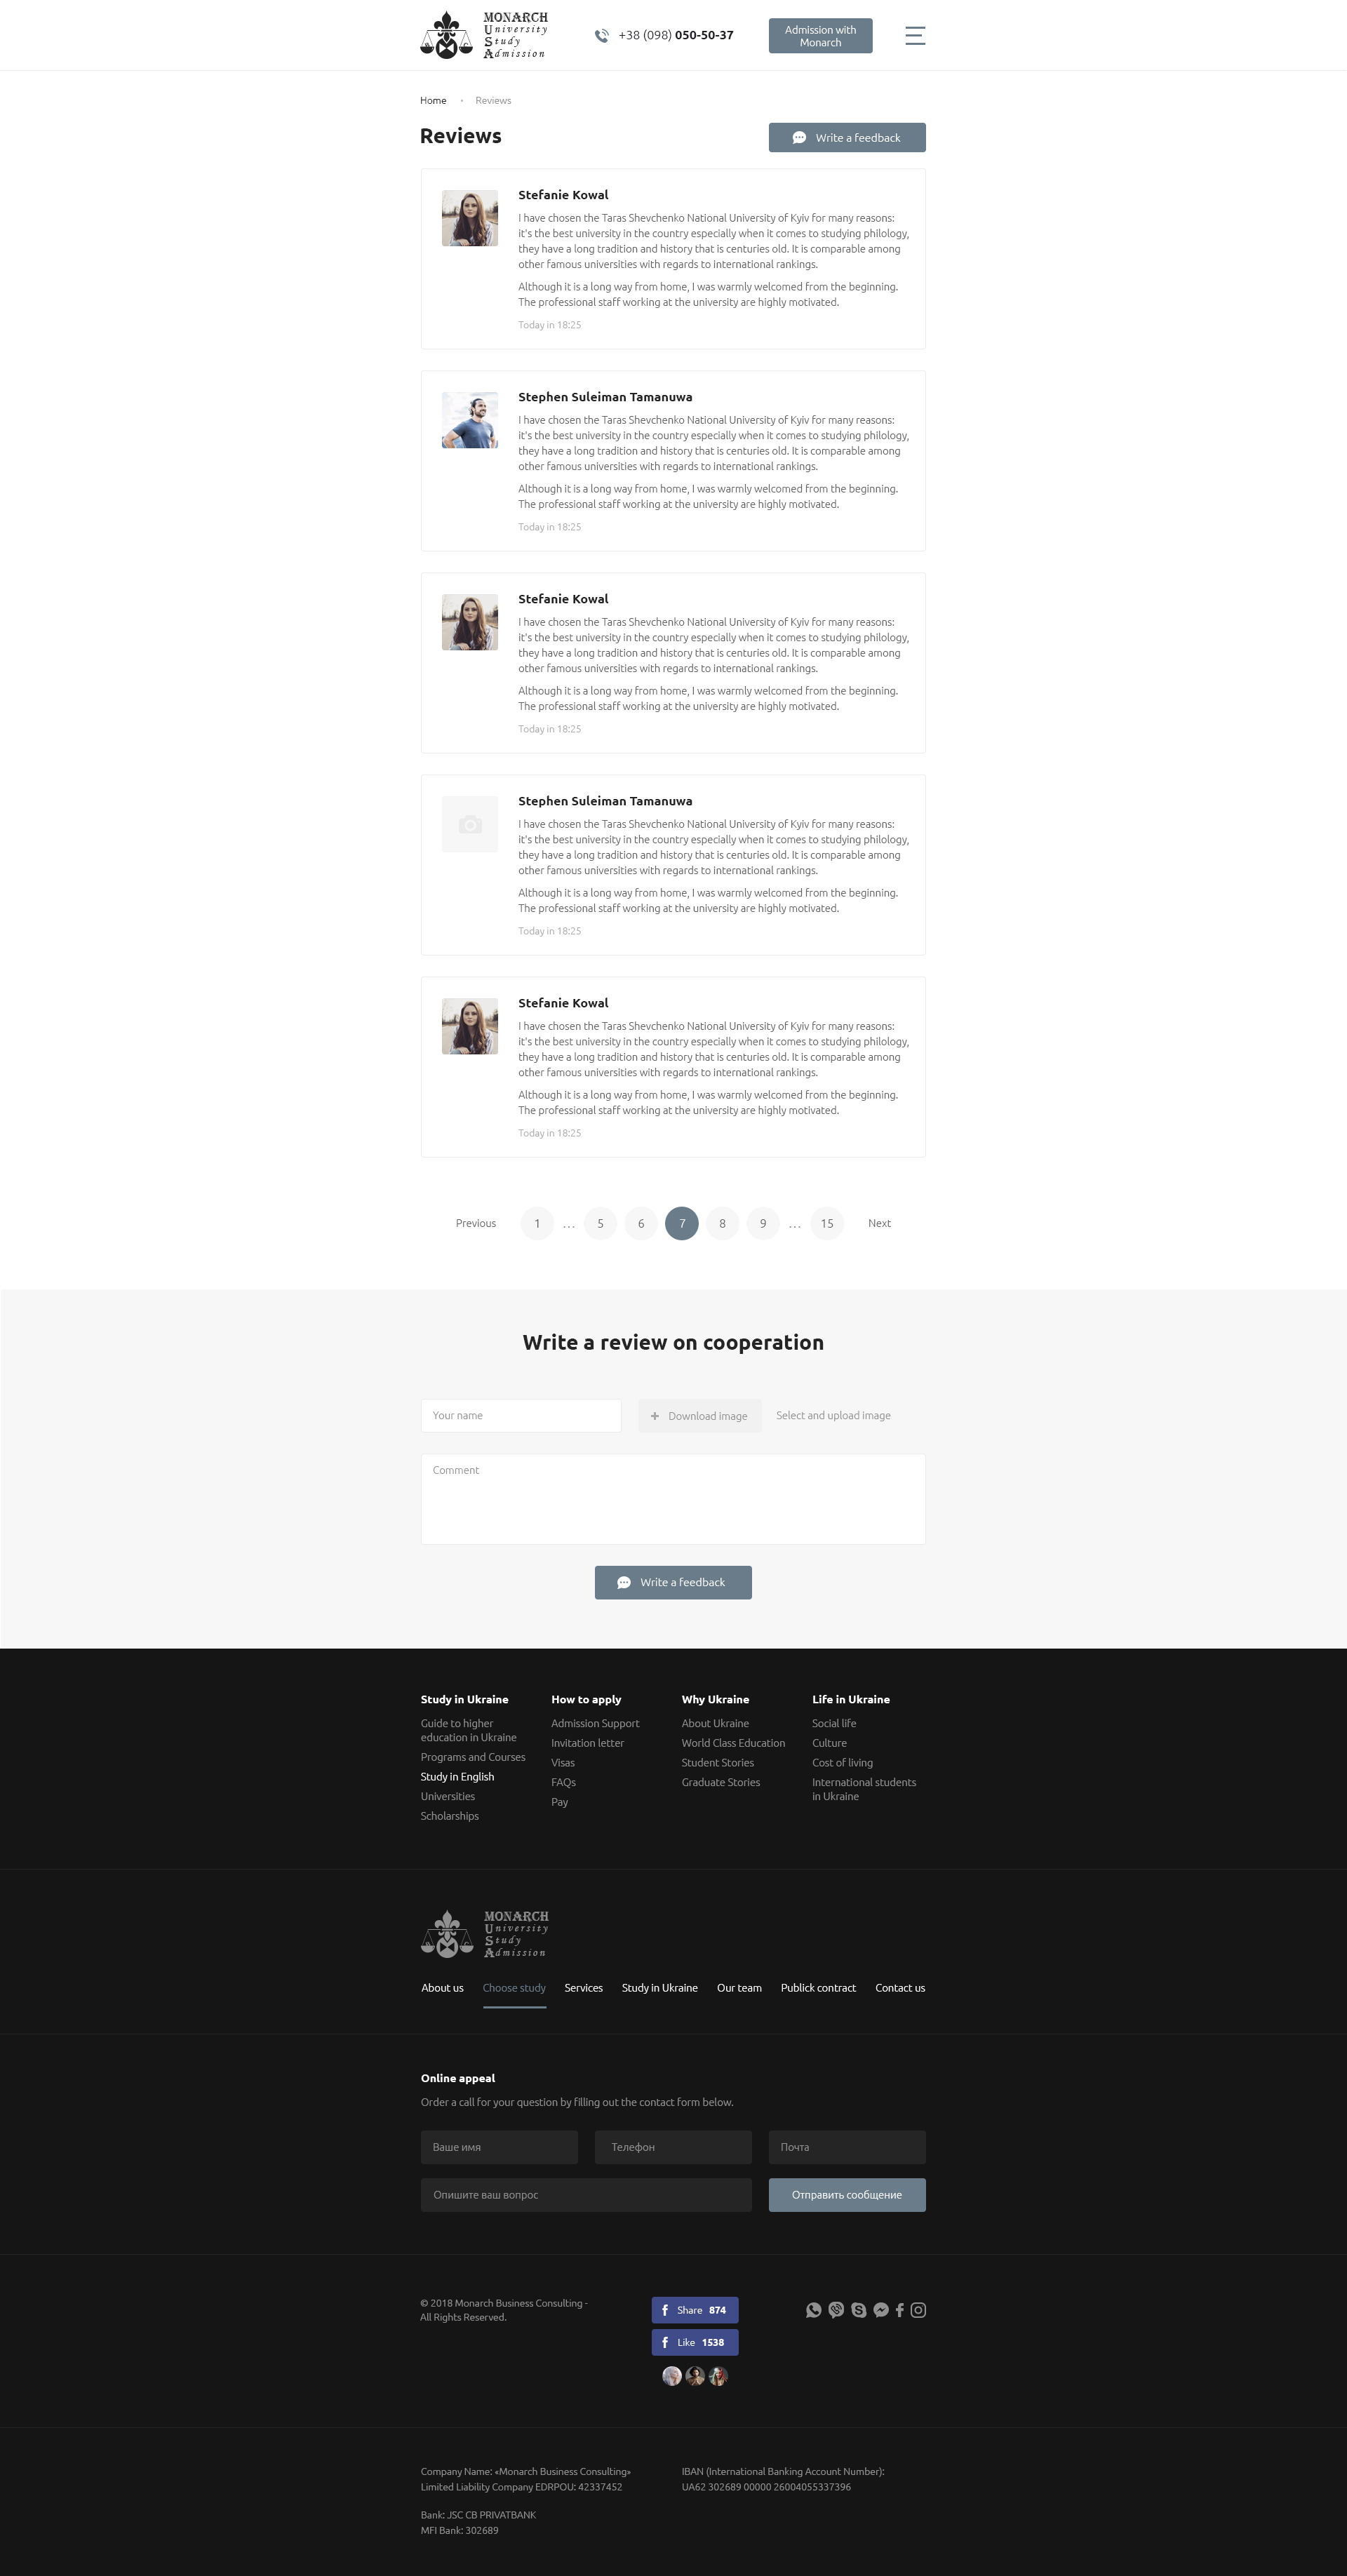 MONARCH
University
Study
Admission
+38 (098) 050-50-37
Admission with
Monarch
Home
Reviews
Reviews
Write a feedback
Stefanie Kowal
I have chosen the Taras Shevchenko National University of Kyiv for many reasons:
it's the best university in the country especially when it comes to studying philology,
they have a long tradition and history that is centuries old. It is comparable among
other famous universities with regards to international rankings.
Although it is a long way from home, I was warmly welcomed from the beginning.
The professional staff working at the university are highly motivated.
Today in 18:25
Stephen Suleiman Tamanuwa
I have chosen the Taras Shevchenko National University of Kyiv for many reasons:
it's the best university in the country especially when it comes to studying philology,
they have a long tradition and history that is centuries old. It is comparable among
other famous universities with regards to international rankings.
Although it is a long way from home, I was warmly welcomed from the beginning.
The professional staff working at the university are highly motivated.
Today in 18:25
Stefanie Kowal
I have chosen the Taras Shevchenko National University of Kyiv for many reasons:
it's the best university in the country especially when it comes to studying philology,
they have a long tradition and history that is centuries old. It is comparable among
other famous universities with regards to international rankings.
Although it is a long way from home, I was warmly welcomed from the beginning.
The professional staff working at the university are highly motivated.
Today in 18:25
Stephen Suleiman Tamanuwa
I have chosen the Taras Shevchenko National University of Kyiv for many reasons:
it's the best university in the country especially when it comes to studying philology,
they have a long tradition and history that is centuries old. It is comparable among
other famous universities with regards to international rankings.
Although it is a long way from home, I was warmly welcomed from the beginning.
The professional staff working at the university are highly motivated.
Today in 18:25
Stefanie Kowal
I have chosen the Taras Shevchenko National University of Kyiv for many reasons:
it's the best university in the country especially when it comes to studying philology,
they have a long tradition and history that is centuries old. It is comparable among
other famous universities with regards to international rankings.
Although it is a long way from home, I was warmly welcomed from the beginning.
The professional staff working at the university are highly motivated.
Today in 18:25
Previous 1 ... 5 6 7 8 9 ... 15 Next
Write a review on cooperation
Your name
+ Download image
Select and upload image
Comment
Write a feedback
Study in Ukraine
Guide to higher
education in Ukraine
Programs and Courses
Study in English
Universities
Scholarships
How to apply
Admission Support
Invitation letter
Visas
FAQs
Pay
Why Ukraine
About Ukraine
World Class Education
Student Stories
Graduate Stories
Life in Ukraine
Social life
Culture
Cost of living
International students
in Ukraine
MONARCH
University
Study
Admission
About us Choose study Services Study in Ukraine Our team Publick contract Contact us
Online appeal
Order a call for your question by filling out the contact form below.
Ваше имя
Телефон
Почта
Опишите ваш вопрос
Отправить сообщение
© 2018 Monarch Business Consulting -
All Rights Reserved.
Share 874
Like 1538
Company Name: «Monarch Business Consulting»
Limited Liability Company EDRPOU: 42337452
Bank: JSC CB PRIVATBANK
MFI Bank: 302689
IBAN (International Banking Account Number):
UA62 302689 00000 26004055337396